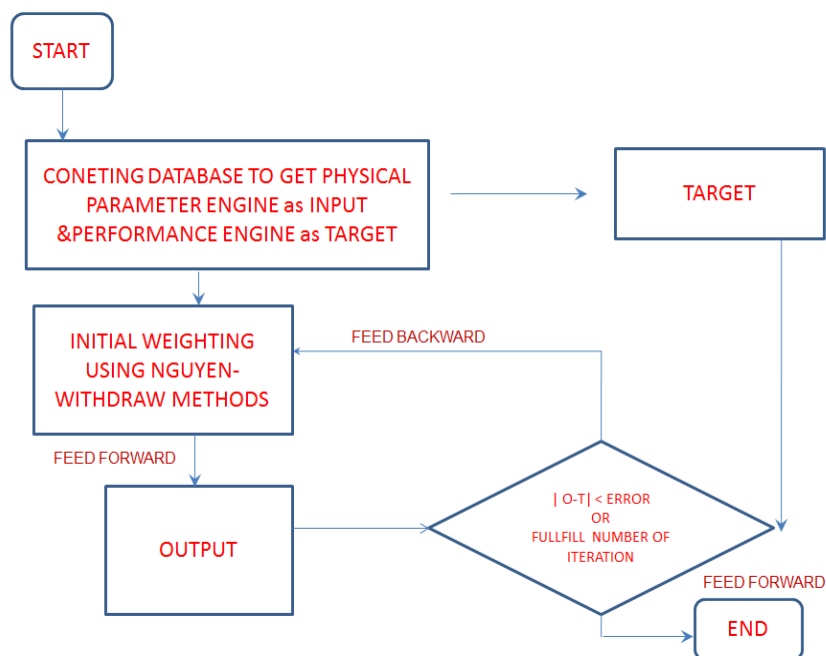 START
CONETING DATABASE TO GET PHYSICAL
PARAMETER ENGINE as INPUT
&PERFORMANCE ENGINE as TARGET
TARGET
INITIAL WEIGHTING
USING NGUYEN-
WITHDRAW METHODS
FEED BACKWARD
FEED FORWARD
OUTPUT
| O-T| < ERROR
OR
FULLFILL NUMBER OF
ITERATION
FEED FORWARD
END